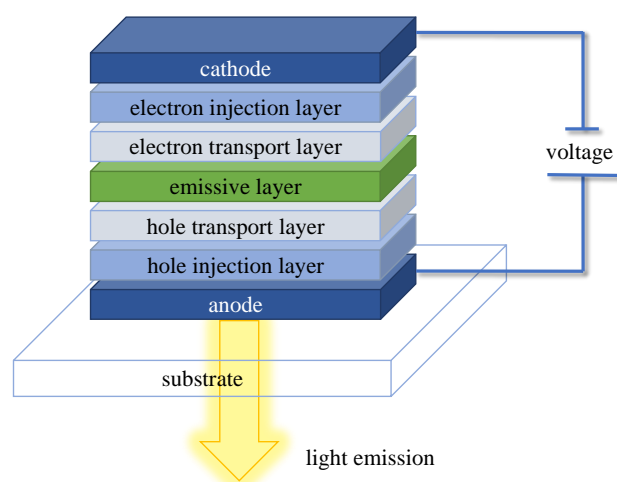 cathode
electron injection layer
electron transport layer
voltage
emissive layer
hole transport layer
hole injection layer
anode
substrate
light emission